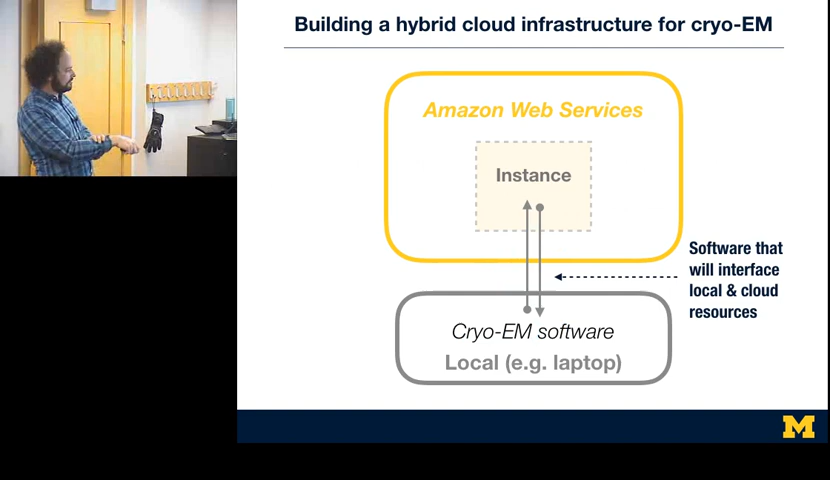 Building a hybrid cloud infrastructure for cryo-EM
Amazon Web Services
Instance
Software that
will interface
local & cloud
resources
Cryo-EM software
Local (e.g. laptop)
M